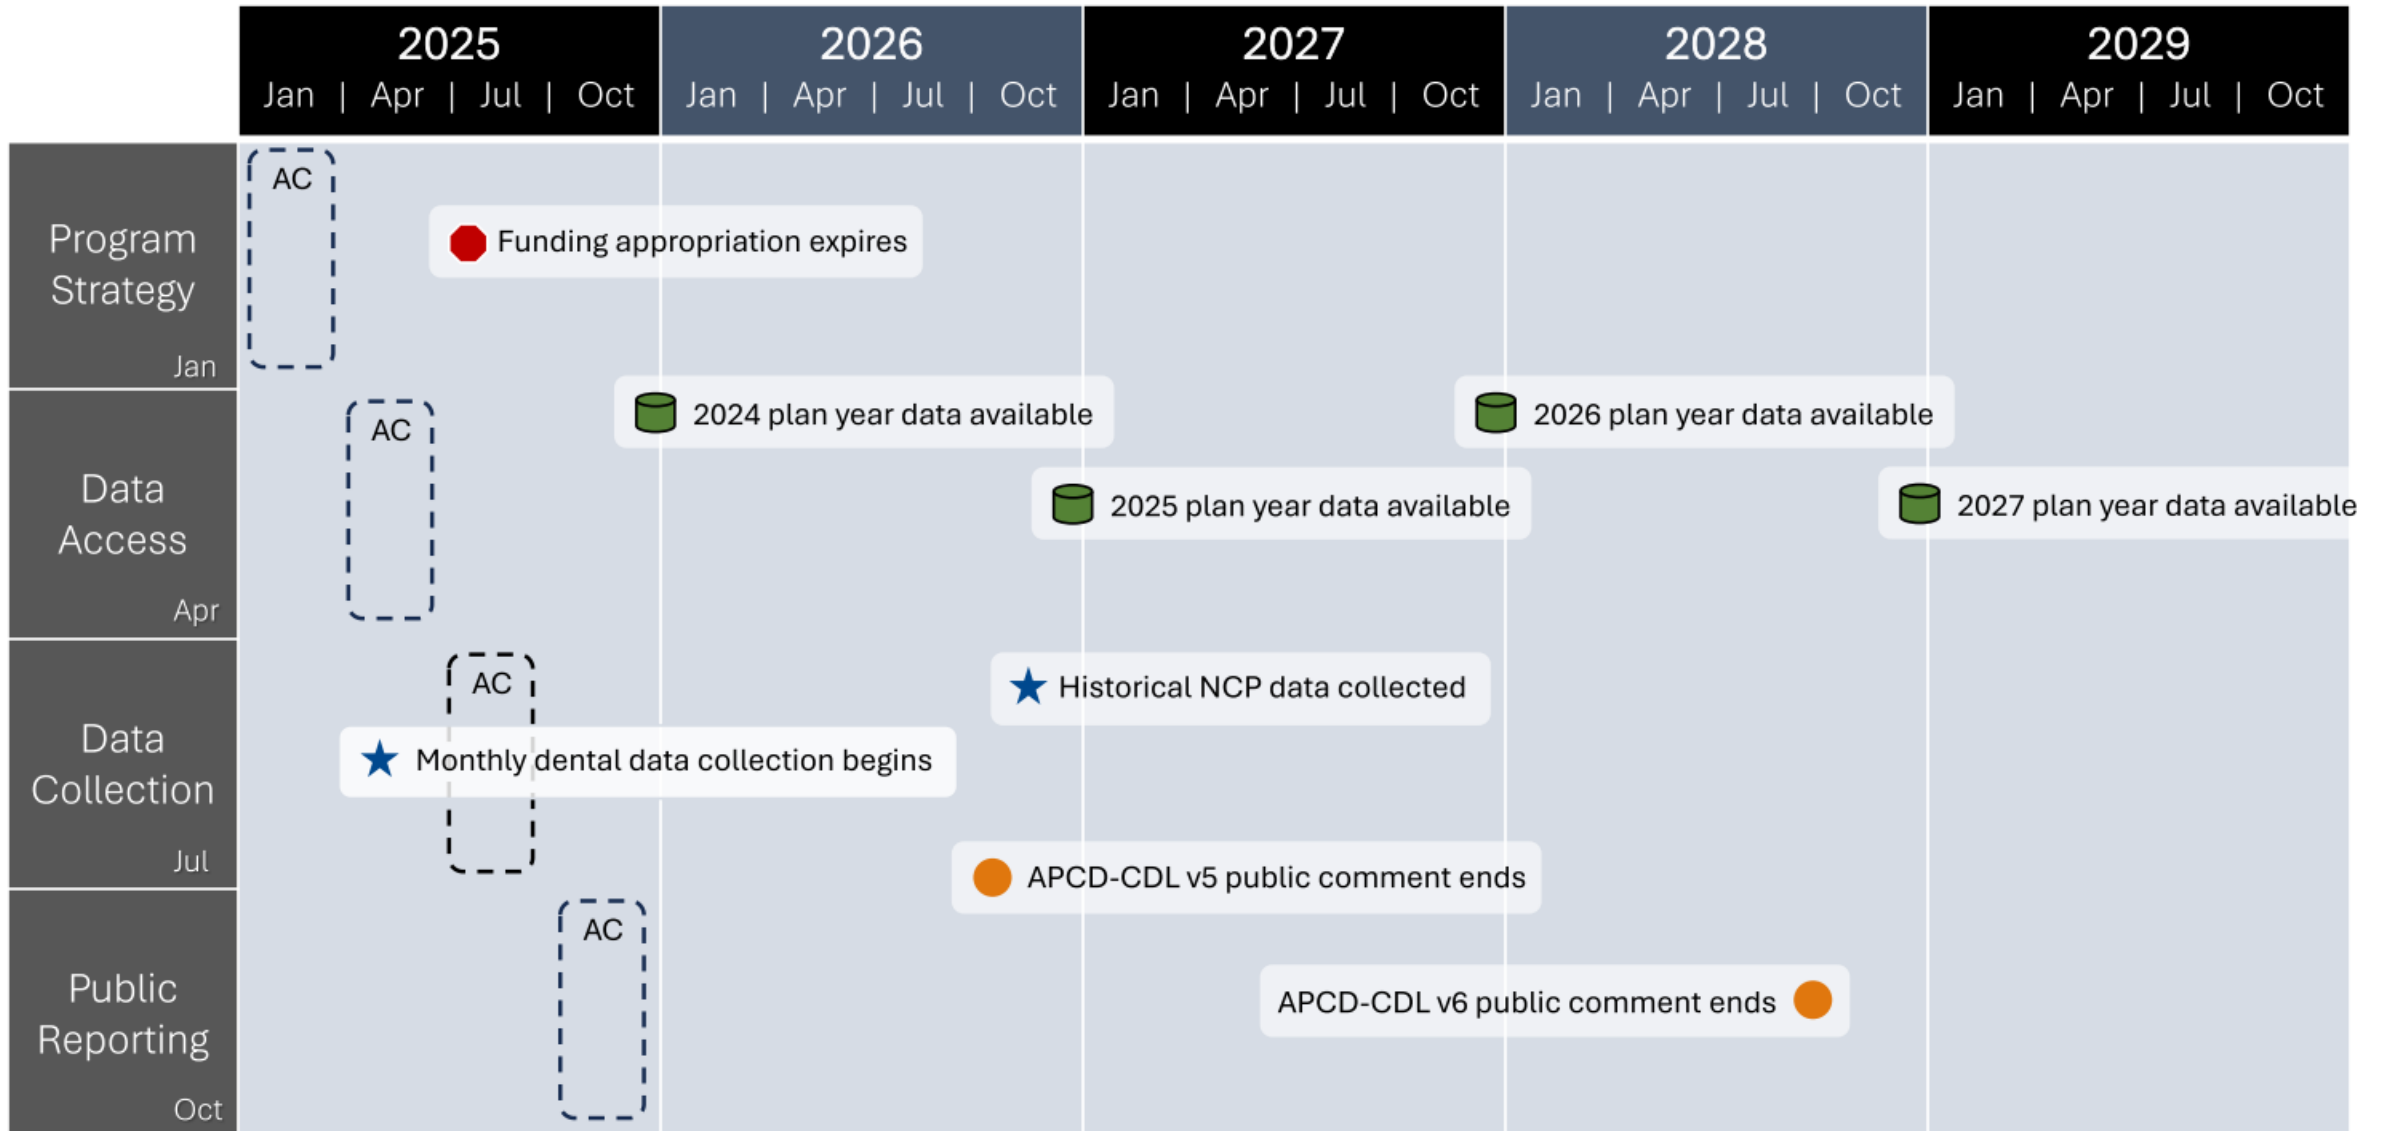 2025 2026 2027 2028 2029
Jan | Apr | Jul | Oct Jan | Apr | Jul | Oct Jan | Apr | Jul | Oct Jan | Apr | Jul | Oct Jan | Apr | Jul | Oct
Program
Strategy
Jan
AC
Funding appropriation expires
Data
Access
Apr
AC
2024 plan year data available
2026 plan year data available
2025 plan year data available
2027 plan year data available
Data
Collection
Jul
AC
Historical NCP data collected
Monthly dental data collection begins
APCD-CDL v5 public comment ends
Public
Reporting
Oct
AC
APCD-CDL v6 public comment ends